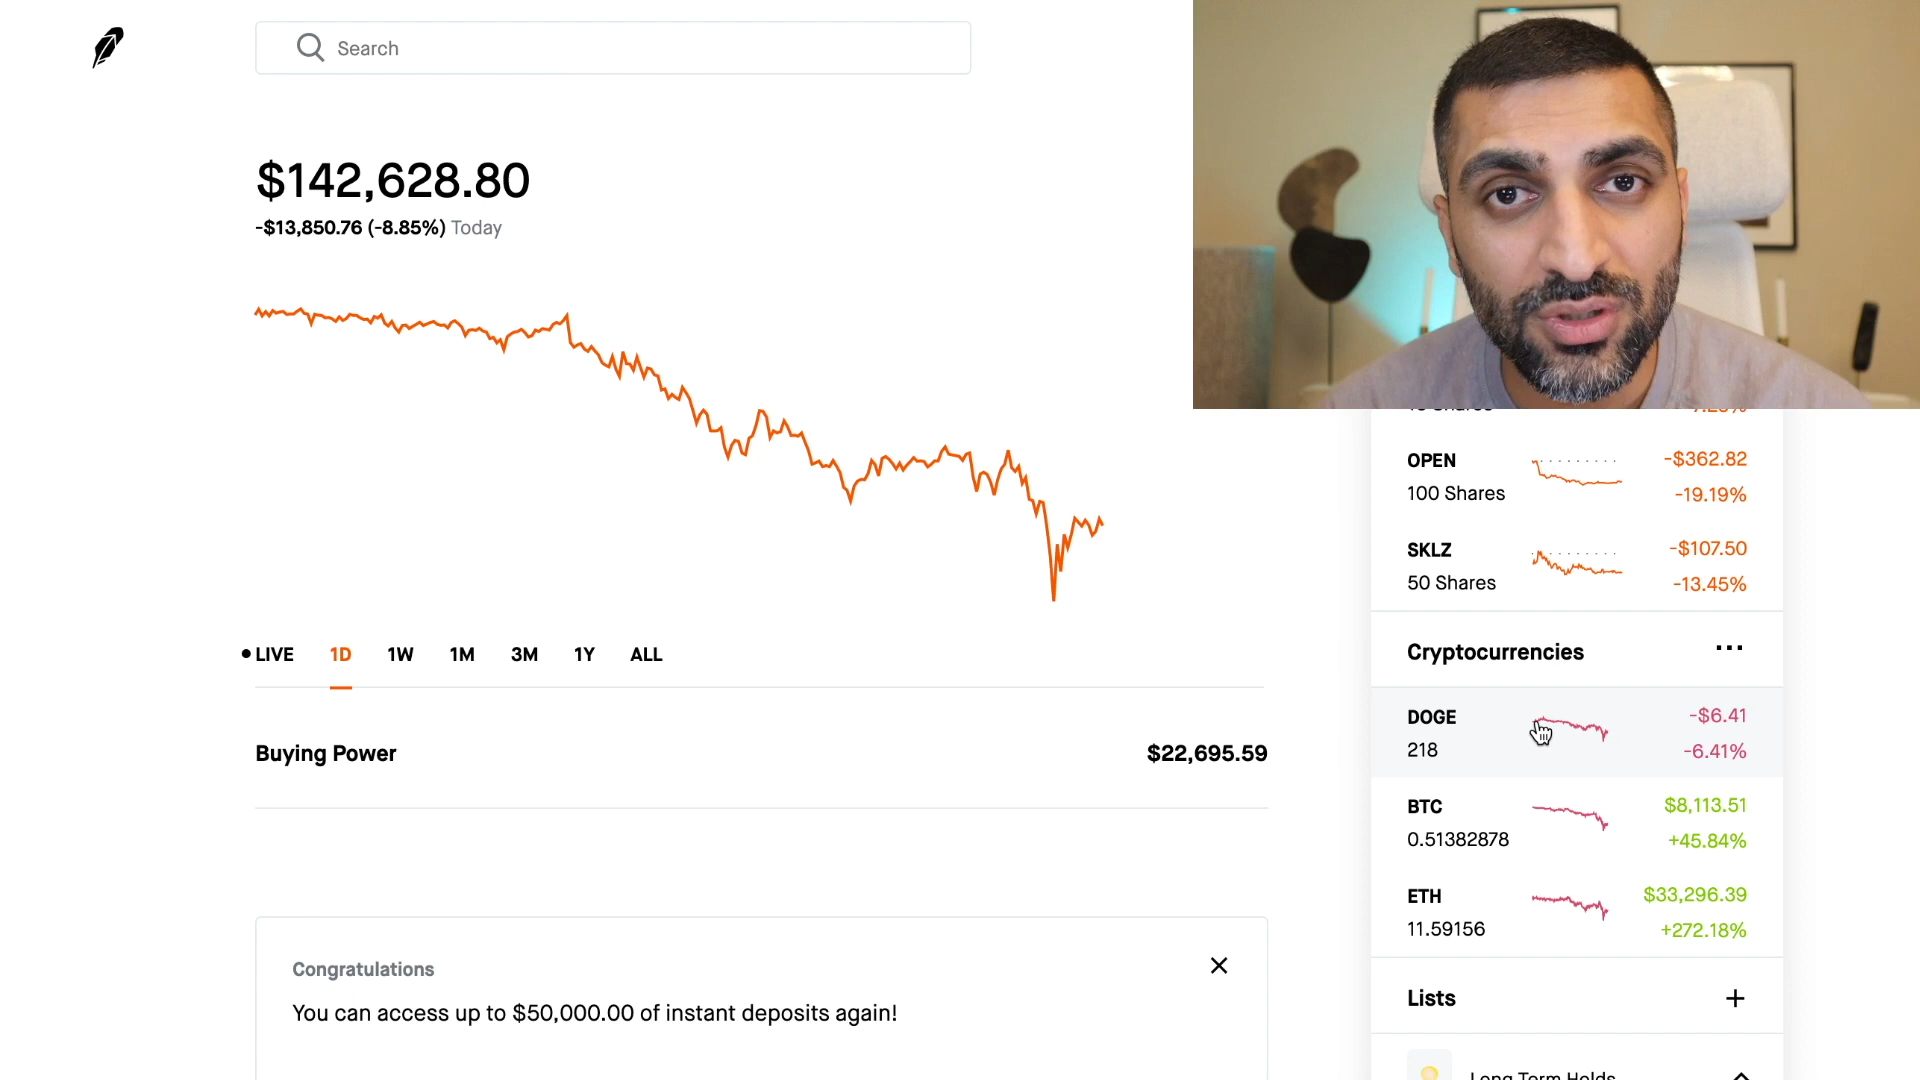 Search
$142,628.80
-$13,850.76 (-8.85%) Today
LIVE 1D 1W 1M 3M 1Y ALL
Buying Power $22,695.59
Congratulations
You can access up to $50,000.00 of instant deposits again!
OPEN -$362.82
100 Shares -19.19%
SKLZ -$107.50
50 Shares -13.45%
Cryptocurrencies
DOGE -$6.41
218 -6.41%
BTC $8,113.51
0.51382878 +45.84%
ETH $33,296.39
11.59156 +272.18%
Lists
Long Term Holds